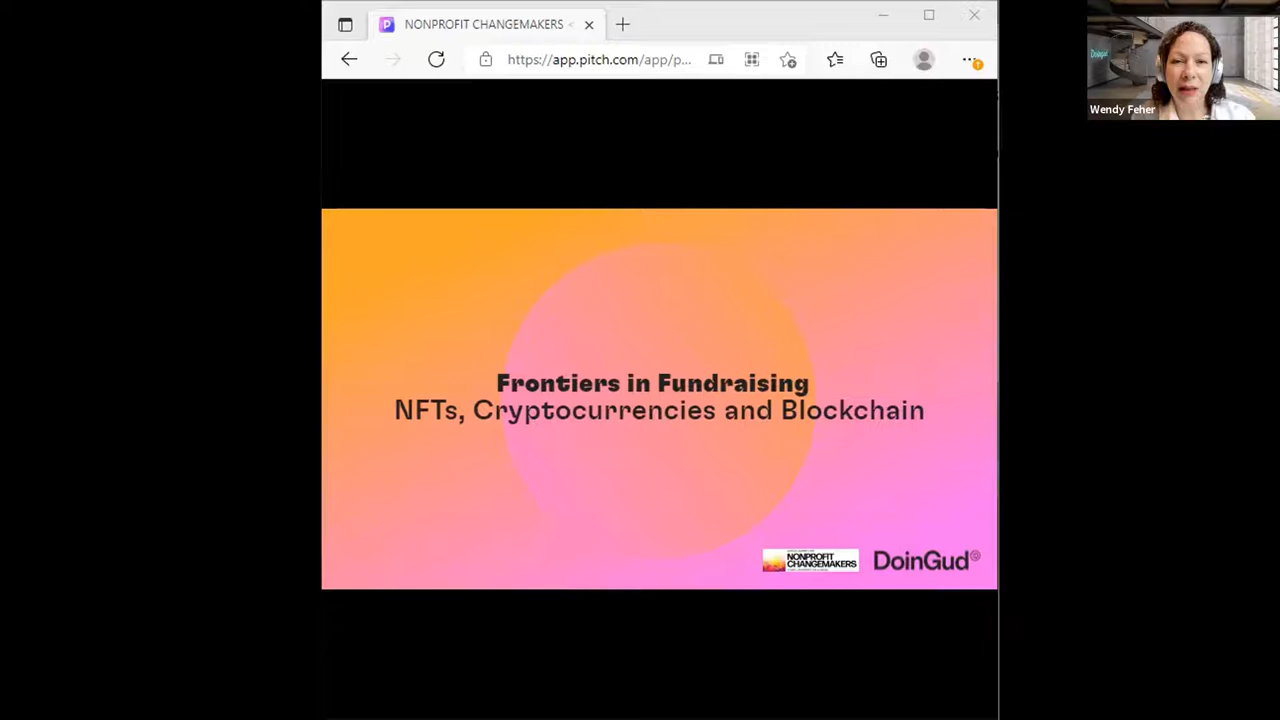 NONPROFIT CHANGEMAKERS
https://app.pitch.com/app/p...
Doingud
Wendy Feher
Frontiers in Fundraising
NFTs, Cryptocurrencies and Blockchain
NONPROFIT
CHANGEMAKERS
DoinGud